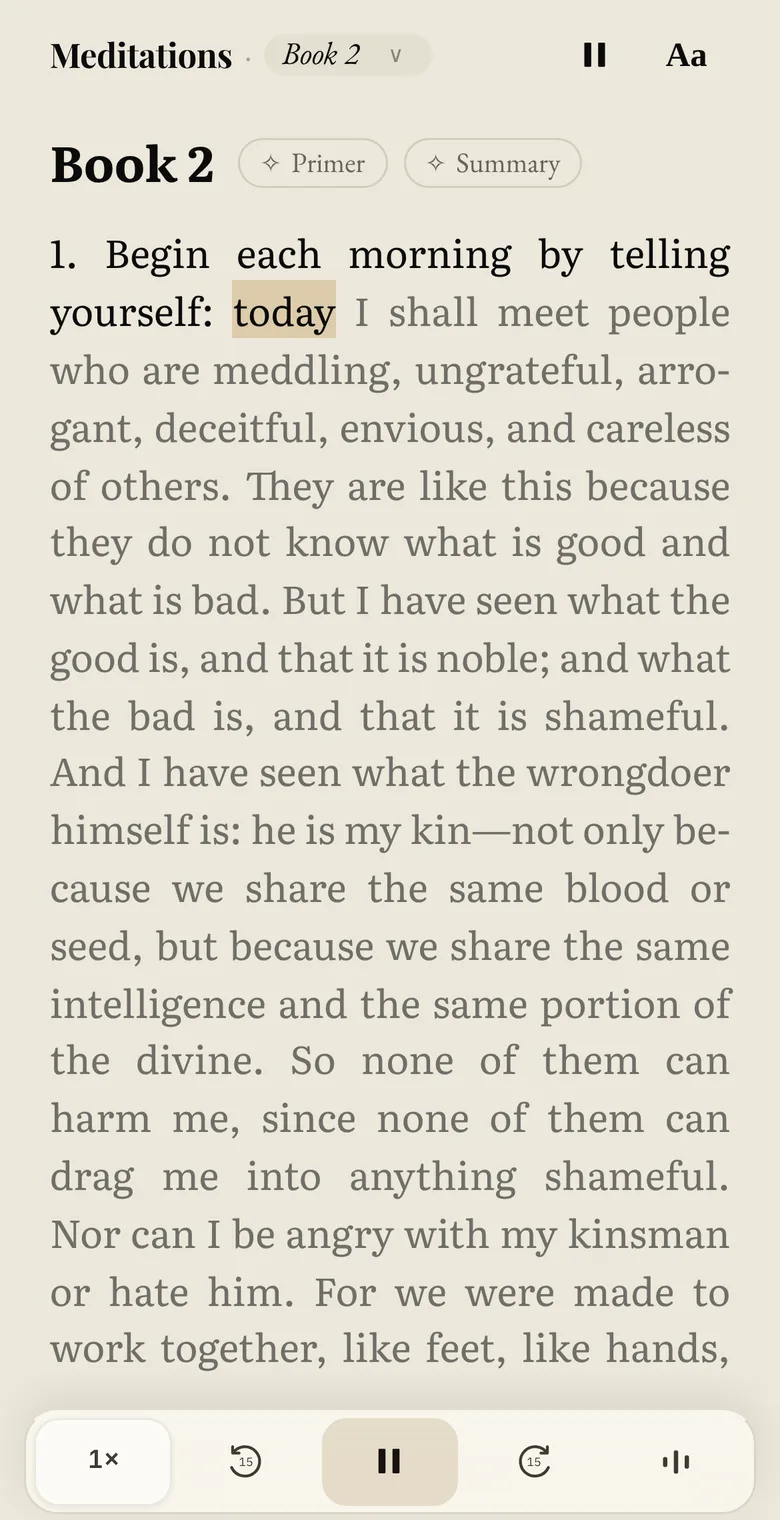 Meditations · Book 2
Aa
Book 2
Primer
Summary
1. Begin each morning by telling
yourself: today I shall meet people
who are meddling, ungrateful, arro-
gant, deceitful, envious, and careless
of others. They are like this because
they do not know what is good and
what is bad. But I have seen what the
good is, and that it is noble; and what
the bad is, and that it is shameful.
And I have seen what the wrongdoer
himself is: he is my kin—not only be-
cause we share the same blood or
seed, but because we share the same
intelligence and the same portion of
the divine. So none of them can
harm me, since none of them can
drag me into anything shameful.
Nor can I be angry with my kinsman
or hate him. For we were made to
work together, like feet, like hands,
1×
15
15